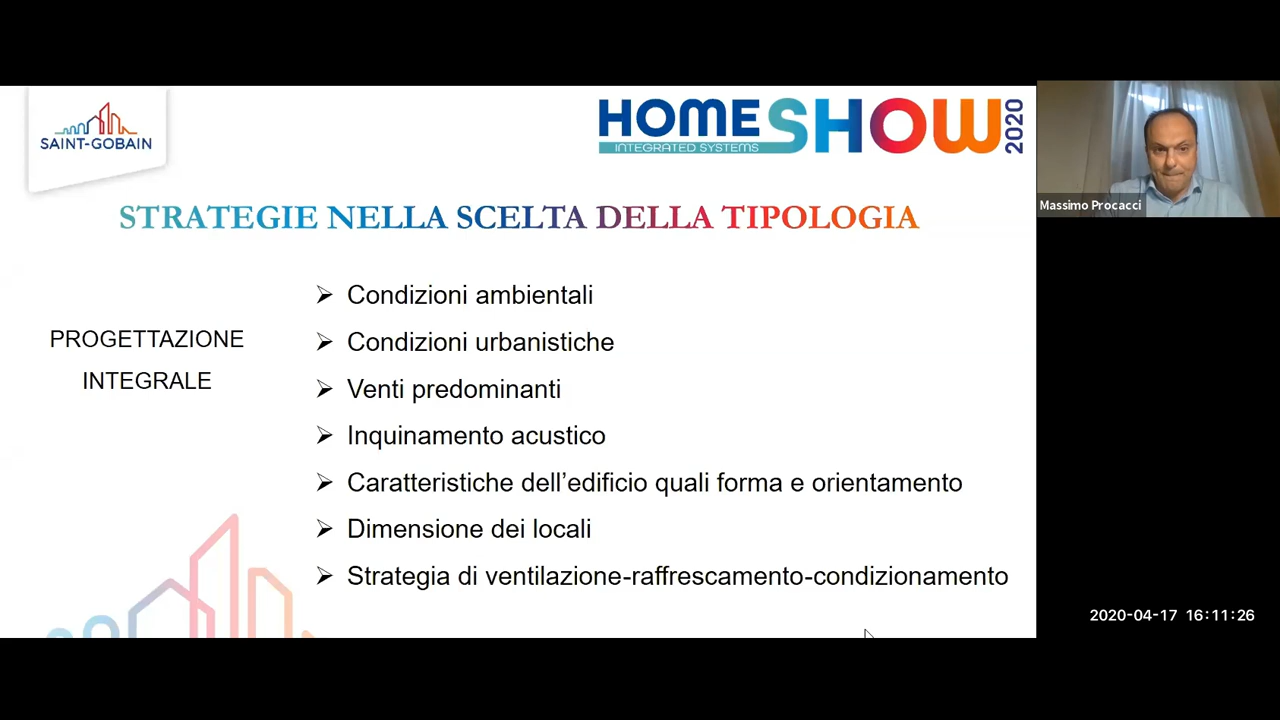 SAINT-GOBAIN
HOMESHOW 2020
INTEGRATED SYSTEMS
Massimo Procacci
STRATEGIE NELLA SCELTA DELLA TIPOLOGIA
PROGETTAZIONE
INTEGRALE
➢ Condizioni ambientali
➢ Condizioni urbanistiche
➢ Venti predominanti
➢ Inquinamento acustico
➢ Caratteristiche dell’edificio quali forma e orientamento
➢ Dimensione dei locali
➢ Strategia di ventilazione-raffrescamento-condizionamento
2020-04-17 16:11:26